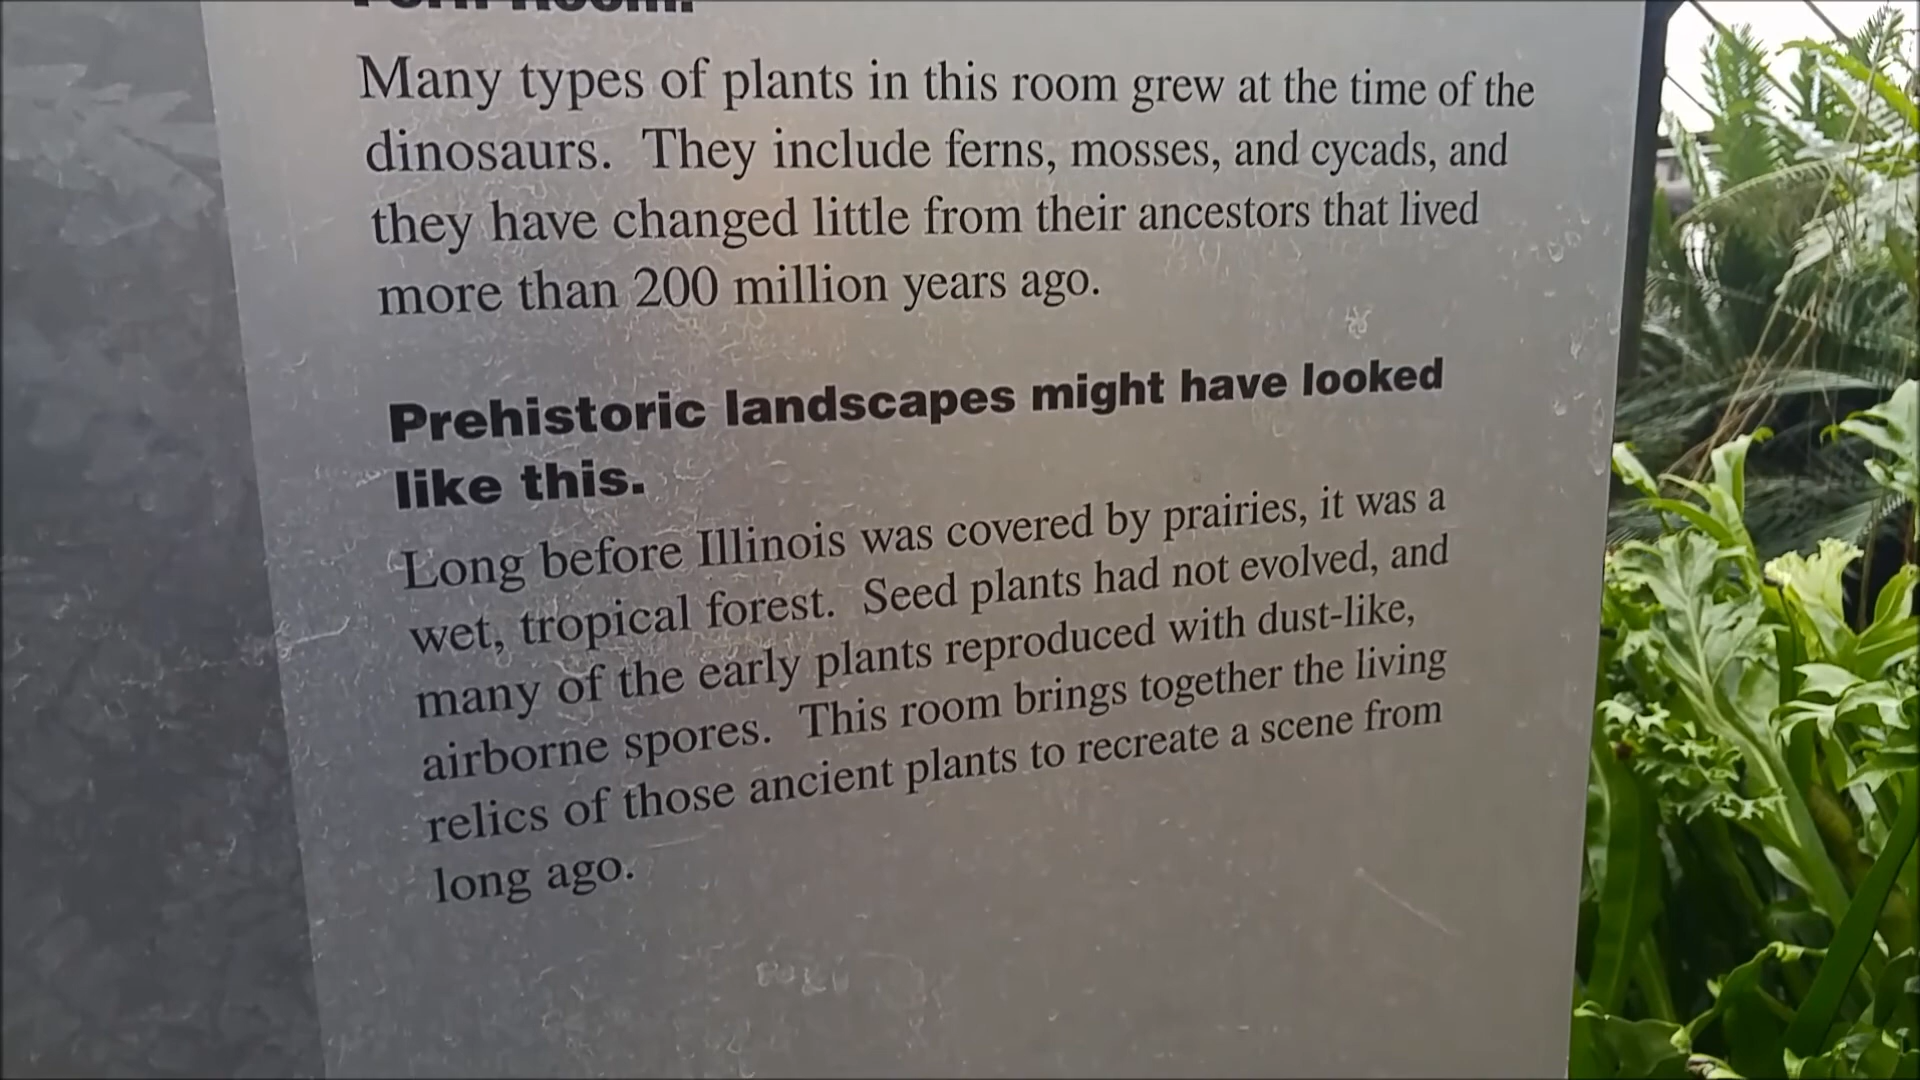 Fern Room.
Many types of plants in this room grew at the time of the
dinosaurs. They include ferns, mosses, and cycads, and
they have changed little from their ancestors that lived
more than 200 million years ago.
Prehistoric landscapes might have looked
like this.
Long before Illinois was covered by prairies, it was a
wet, tropical forest. Seed plants had not evolved, and
many of the early plants reproduced with dust-like,
airborne spores. This room brings together the living
relics of those ancient plants to recreate a scene from
long ago.